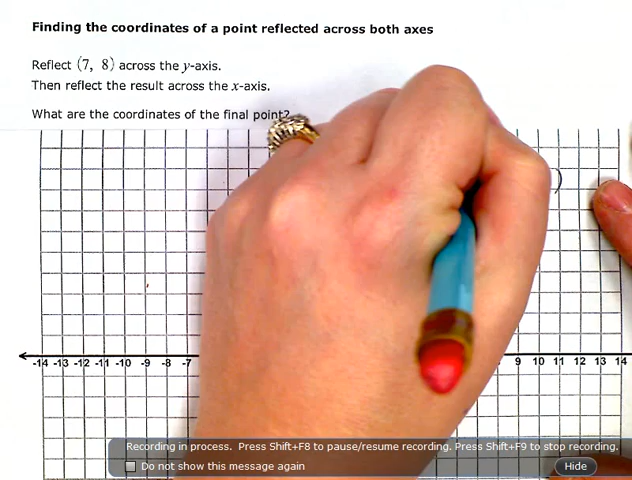 Finding the coordinates of a point reflected across both axes
Reflect (7, 8) across the y-axis.
Then reflect the result across the x-axis.
What are the coordinates of the final point?
)
-14 -13 -12 -11 -10 -9 -8 -7 9 10 11 12 13 14
Recording in process. Press Shift+F8 to pause/resume recording. Press Shift+F9 to stop recording.
Do not show this message again Hide